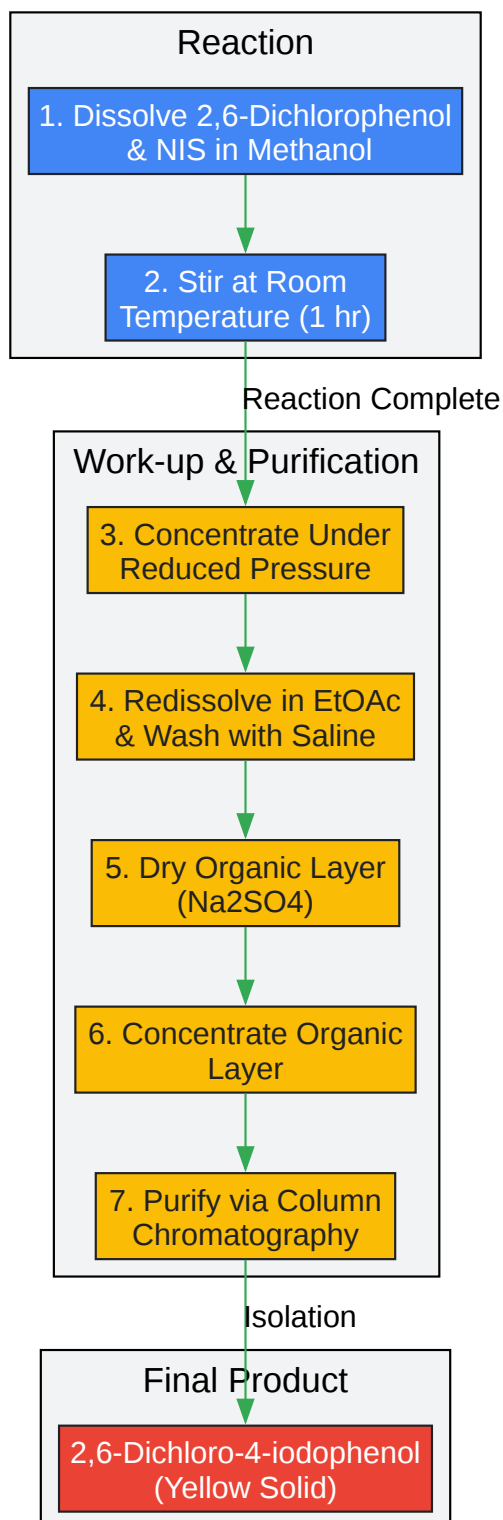 Reaction
1. Dissolve 2,6-Dichlorophenol
& NIS in Methanol
2. Stir at Room
Temperature (1 hr)
Reaction Complete
Work-up & Purification
3. Concentrate Under
Reduced Pressure
4. Redissolve in EtOAc
& Wash with Saline
5. Dry Organic Layer
(Na2SO4)
6. Concentrate Organic
Layer
7. Purify via Column
Chromatography
Isolation
Final Product
2,6-Dichloro-4-iodophenol
(Yellow Solid)